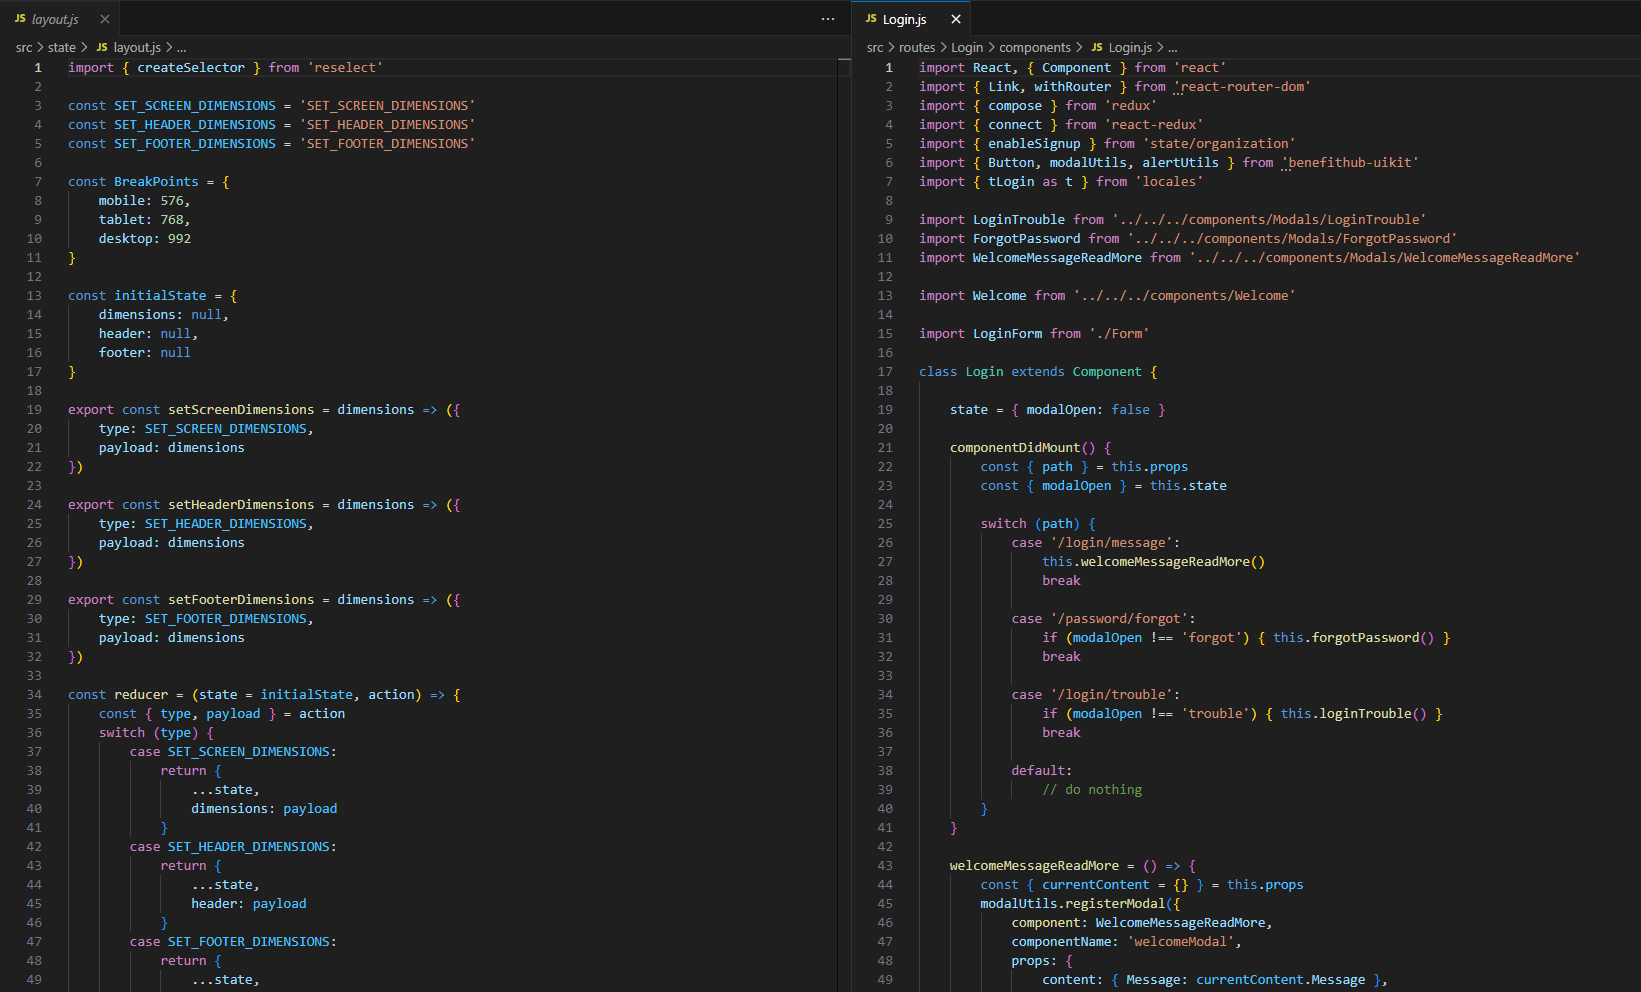 JS layout.js × ...
src > state > JS layout.js > ...
1 import { createSelector } from 'reselect'
2
3 const SET_SCREEN_DIMENSIONS = 'SET_SCREEN_DIMENSIONS'
4 const SET_HEADER_DIMENSIONS = 'SET_HEADER_DIMENSIONS'
5 const SET_FOOTER_DIMENSIONS = 'SET_FOOTER_DIMENSIONS'
6
7 const BreakPoints = {
8     mobile: 576,
9     tablet: 768,
10     desktop: 992
11 }
12
13 const initialState = {
14     dimensions: null,
15     header: null,
16     footer: null
17 }
18
19 export const setScreenDimensions = dimensions => ({
20     type: SET_SCREEN_DIMENSIONS,
21     payload: dimensions
22 })
23
24 export const setHeaderDimensions = dimensions => ({
25     type: SET_HEADER_DIMENSIONS,
26     payload: dimensions
27 })
28
29 export const setFooterDimensions = dimensions => ({
30     type: SET_FOOTER_DIMENSIONS,
31     payload: dimensions
32 })
33
34 const reducer = (state = initialState, action) => {
35     const { type, payload } = action
36     switch (type) {
37         case SET_SCREEN_DIMENSIONS:
38             return {
39                 ...state,
40                 dimensions: payload
41             }
42         case SET_HEADER_DIMENSIONS:
43             return {
44                 ...state,
45                 header: payload
46             }
47         case SET_FOOTER_DIMENSIONS:
48             return {
49                 ...state,
JS Login.js ×
src > routes > Login > components > JS Login.js > ...
1 import React, { Component } from 'react'
2 import { Link, withRouter } from 'react-router-dom'
3 import { compose } from 'redux'
4 import { connect } from 'react-redux'
5 import { enableSignup } from 'state/organization'
6 import { Button, modalUtils, alertUtils } from 'benefithub-uikit'
7 import { tLogin as t } from 'locales'
8
9 import LoginTrouble from '../../../components/Modals/LoginTrouble'
10 import ForgotPassword from '../../../components/Modals/ForgotPassword'
11 import WelcomeMessageReadMore from '../../../components/Modals/WelcomeMessageReadMore'
12
13 import Welcome from '../../../components/Welcome'
14
15 import LoginForm from './Form'
16
17 class Login extends Component {
18
19     state = { modalOpen: false }
20
21     componentDidMount() {
22         const { path } = this.props
23         const { modalOpen } = this.state
24
25         switch (path) {
26             case '/login/message':
27                 this.welcomeMessageReadMore()
28                 break
29
30             case '/password/forgot':
31                 if (modalOpen !== 'forgot') { this.forgotPassword() }
32                 break
33
34             case '/login/trouble':
35                 if (modalOpen !== 'trouble') { this.loginTrouble() }
36                 break
37
38             default:
39                 // do nothing
40         }
41     }
42
43     welcomeMessageReadMore = () => {
44         const { currentContent = {} } = this.props
45         modalUtils.registerModal({
46             component: WelcomeMessageReadMore,
47             componentName: 'welcomeModal',
48             props: {
49                 content: { Message: currentContent.Message },